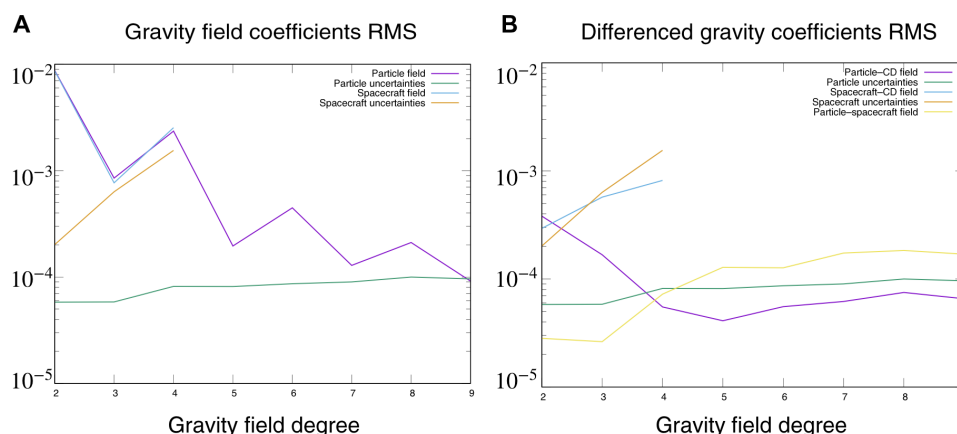 A Gravity field coefficients RMS
10-2
10-3
10-4
10-5
Particle field
Particle uncertainties
Spacecraft field
Spacecraft uncertainties
2 3 4 5 6 7 8 9
Gravity field degree
B Differenced gravity coefficients RMS
10-2
10-3
10-4
10-5
Particle–CD field
Particle uncertainties
Spacecraft–CD field
Spacecraft uncertainties
Particle–spacecraft field
2 3 4 5 6 7 8
Gravity field degree